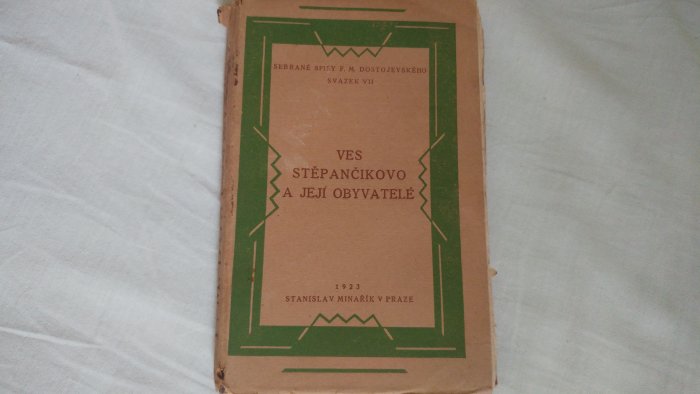 SEBRANÉ SPISY F. M. DOSTOJEVSKÉHO
SVAZEK VII
VES
STĚPANČIKOVO
A JEJÍ OBYVATELÉ
1923
STANISLAV MINAŘÍK V PRAZE